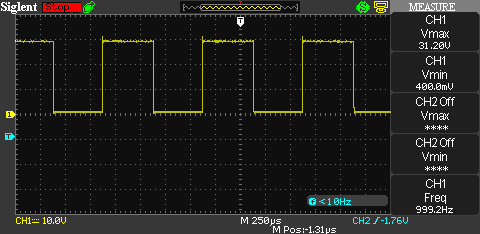 Siglent Stop T MEASURE
CH1
Vmax
31.20V
CH1
Vmin
400.0mV
CH2 Off
Vmax
****
CH2 Off
Vmin
****
CH1
Freq
999.2Hz
1
T
T
f <10Hz
CH1 10.0V M 250µs CH2 -1.76V
M Pos:-1.31µs